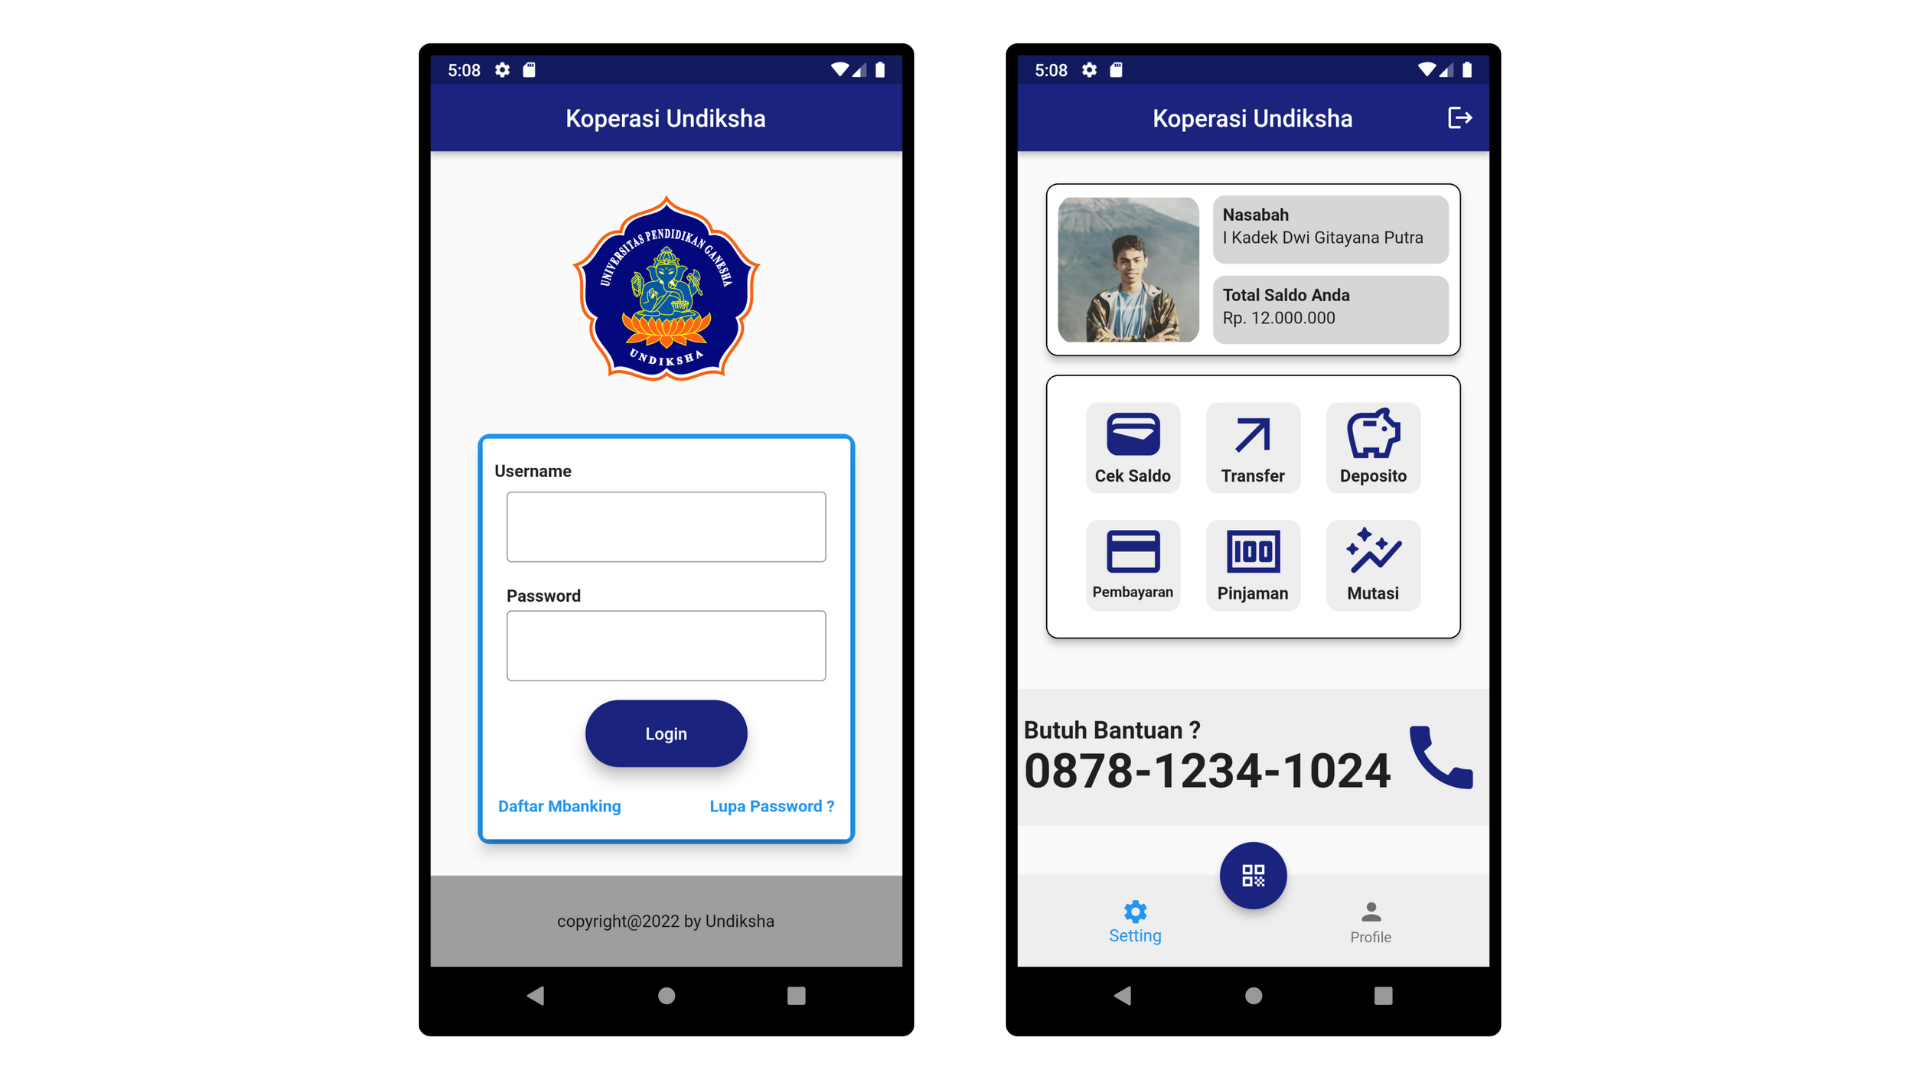 5:08
Koperasi Undiksha
UNIVERSITAS PENDIDIKAN GANESHA
UNDIKSHA
Username
Password
Login
Daftar Mbanking
Lupa Password ?
copyright@2022 by Undiksha
5:08
Koperasi Undiksha
Nasabah
I Kadek Dwi Gitayana Putra
Total Saldo Anda
Rp. 12.000.000
Cek Saldo
Transfer
Deposito
100
Pembayaran
Pinjaman
Mutasi
Butuh Bantuan ?
0878-1234-1024
Setting
Profile